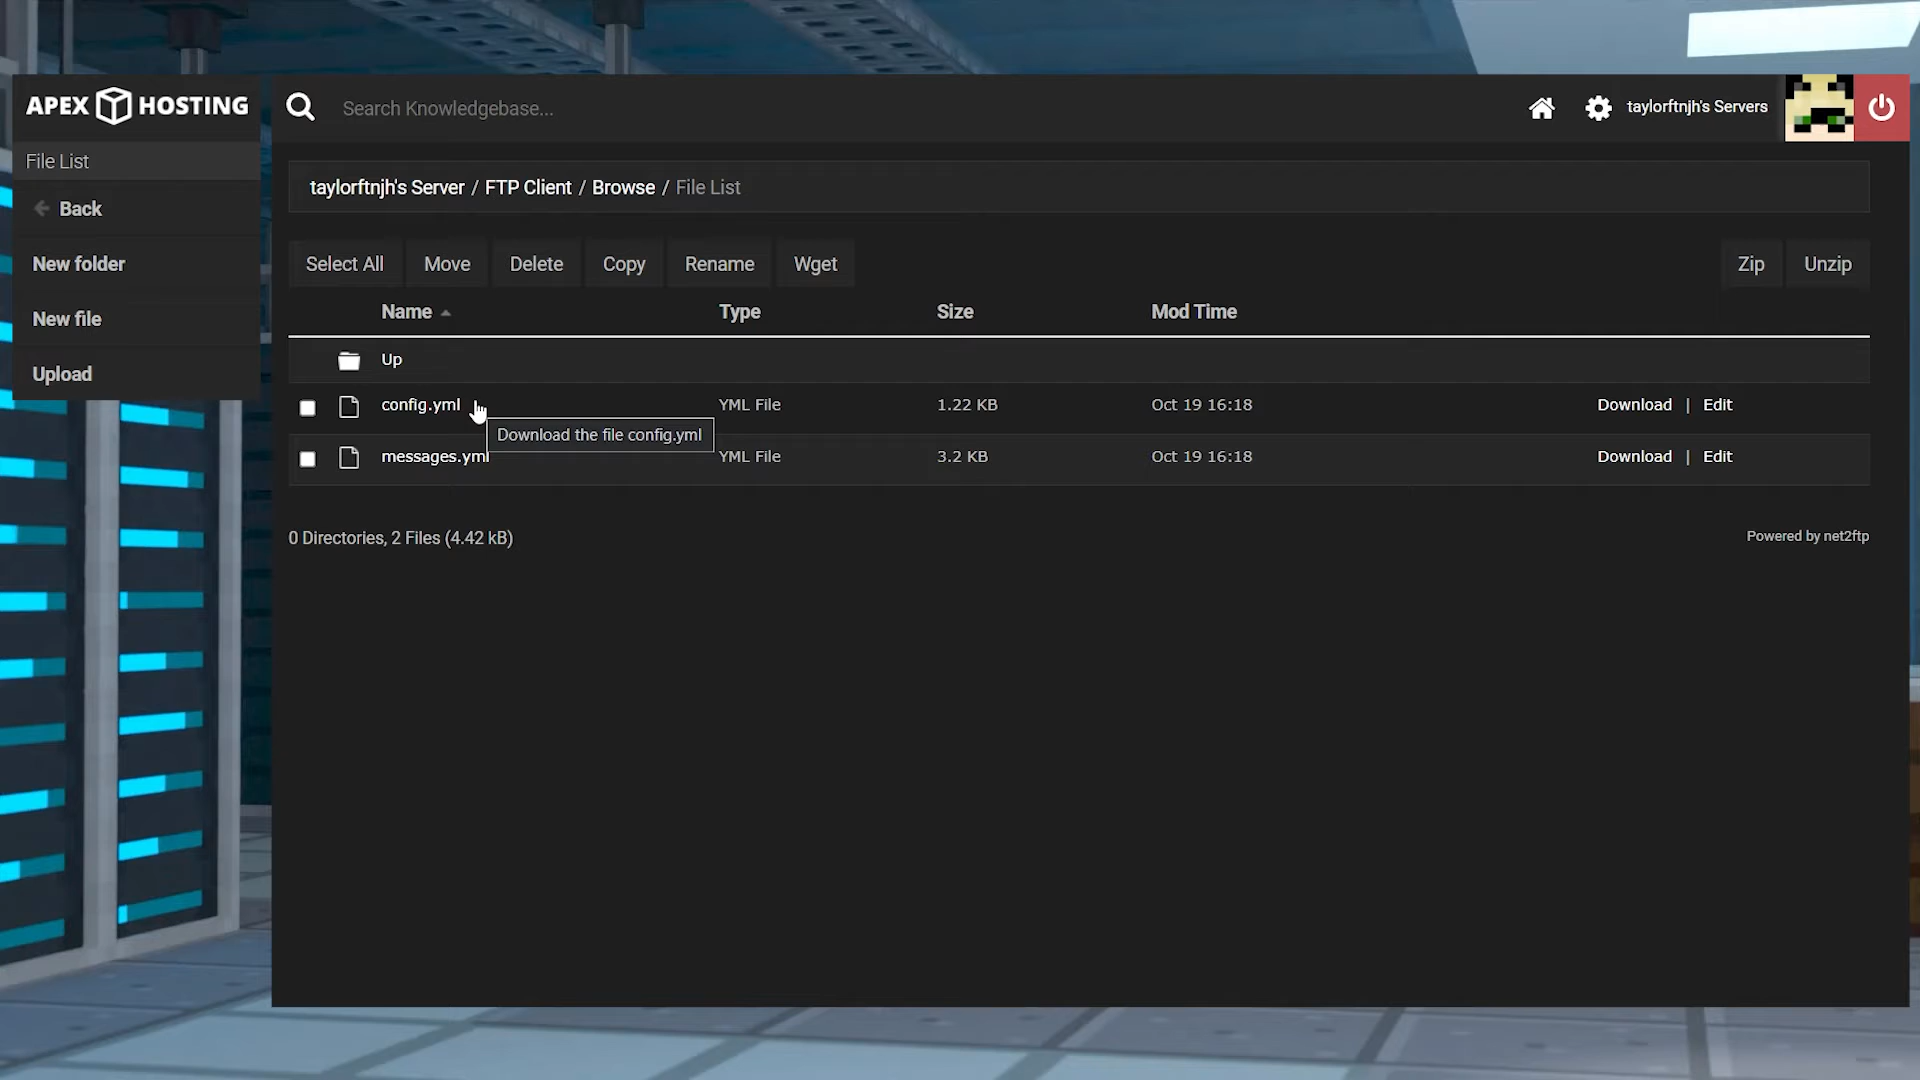 APEX HOSTING
Search Knowledgebase...
taylorftnjh's Servers
File List
Back
New folder
New file
Upload
taylorftnjh's Server / FTP Client / Browse / File List
Select All Move Delete Copy Rename Wget Zip Unzip
Name Type Size Mod Time
Up
config.yml YML File 1.22 KB Oct 19 16:18 Download | Edit
Download the file config.yml
messages.yml YML File 3.2 KB Oct 19 16:18 Download | Edit
0 Directories, 2 Files (4.42 kB)
Powered by net2ftp